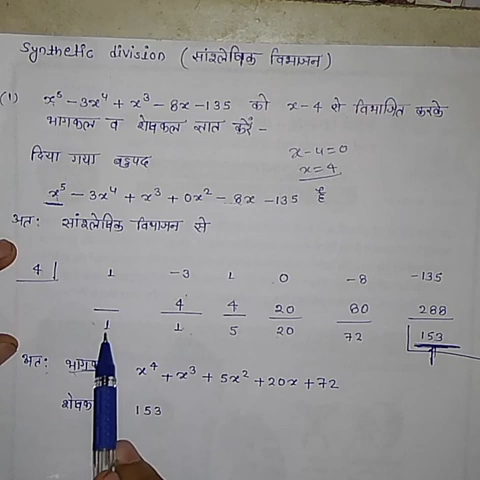 Synthetic division (सांश्लेषिक विभाजन)
(1) x⁵ - 3x⁴ + x³ - 8x - 135 को x-4 से विभाजित करके
भागफल व शेषफल ज्ञात करें -
x - 4 = 0
दिया गया बहुपद
x = 4
x⁵ - 3x⁴ + x³ + 0x² - 8x - 135 है
अतः सांश्लेषिक विभाजन से
4 | 1 -3 1 0 -8 -135
4 4 20 80 288
1 1 5 20 72 153
अतः x⁴ + x³ + 5x² + 20x + 72
153